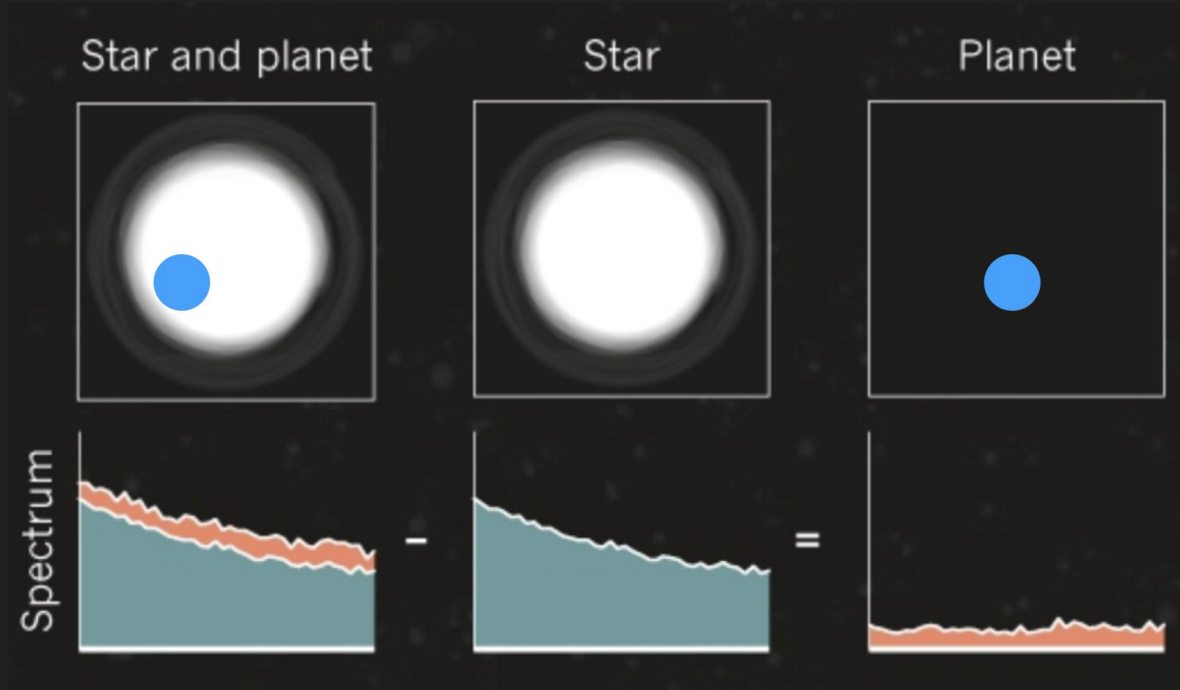 Star and planet
Star
Planet
Spectrum
-
=